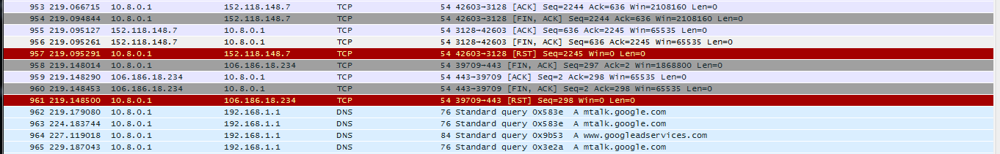 953 219.066715 10.8.0.1 152.118.148.7 TCP 54 42603→3128 [ACK] Seq=2244 Ack=636 Win=2108160 Len=0
954 219.094844 10.8.0.1 152.118.148.7 TCP 54 42603→3128 [FIN, ACK] Seq=2244 Ack=636 Win=2108160 Len=0
955 219.095127 152.118.148.7 10.8.0.1 TCP 54 3128→42603 [ACK] Seq=636 Ack=2245 Win=65535 Len=0
956 219.095261 152.118.148.7 10.8.0.1 TCP 54 3128→42603 [FIN, ACK] Seq=636 Ack=2245 Win=65535 Len=0
957 219.095291 10.8.0.1 152.118.148.7 TCP 54 42603→3128 [RST] Seq=2245 Win=0 Len=0
958 219.148014 10.8.0.1 106.186.18.234 TCP 54 39709→443 [FIN, ACK] Seq=297 Ack=2 Win=1868800 Len=0
959 219.148290 106.186.18.234 10.8.0.1 TCP 54 443→39709 [ACK] Seq=2 Ack=298 Win=65535 Len=0
960 219.148453 106.186.18.234 10.8.0.1 TCP 54 443→39709 [FIN, ACK] Seq=2 Ack=298 Win=65535 Len=0
961 219.148500 10.8.0.1 106.186.18.234 TCP 54 39709→443 [RST] Seq=298 Win=0 Len=0
962 219.179080 10.8.0.1 192.168.1.1 DNS 76 Standard query 0x583e A mtalk.google.com
963 224.183744 10.8.0.1 192.168.1.1 DNS 76 Standard query 0x583e A mtalk.google.com
964 227.119018 10.8.0.1 192.168.1.1 DNS 84 Standard query 0x9b53 A www.googleadservices.com
965 229.187043 10.8.0.1 192.168.1.1 DNS 76 Standard query 0x3e2a A mtalk.google.com